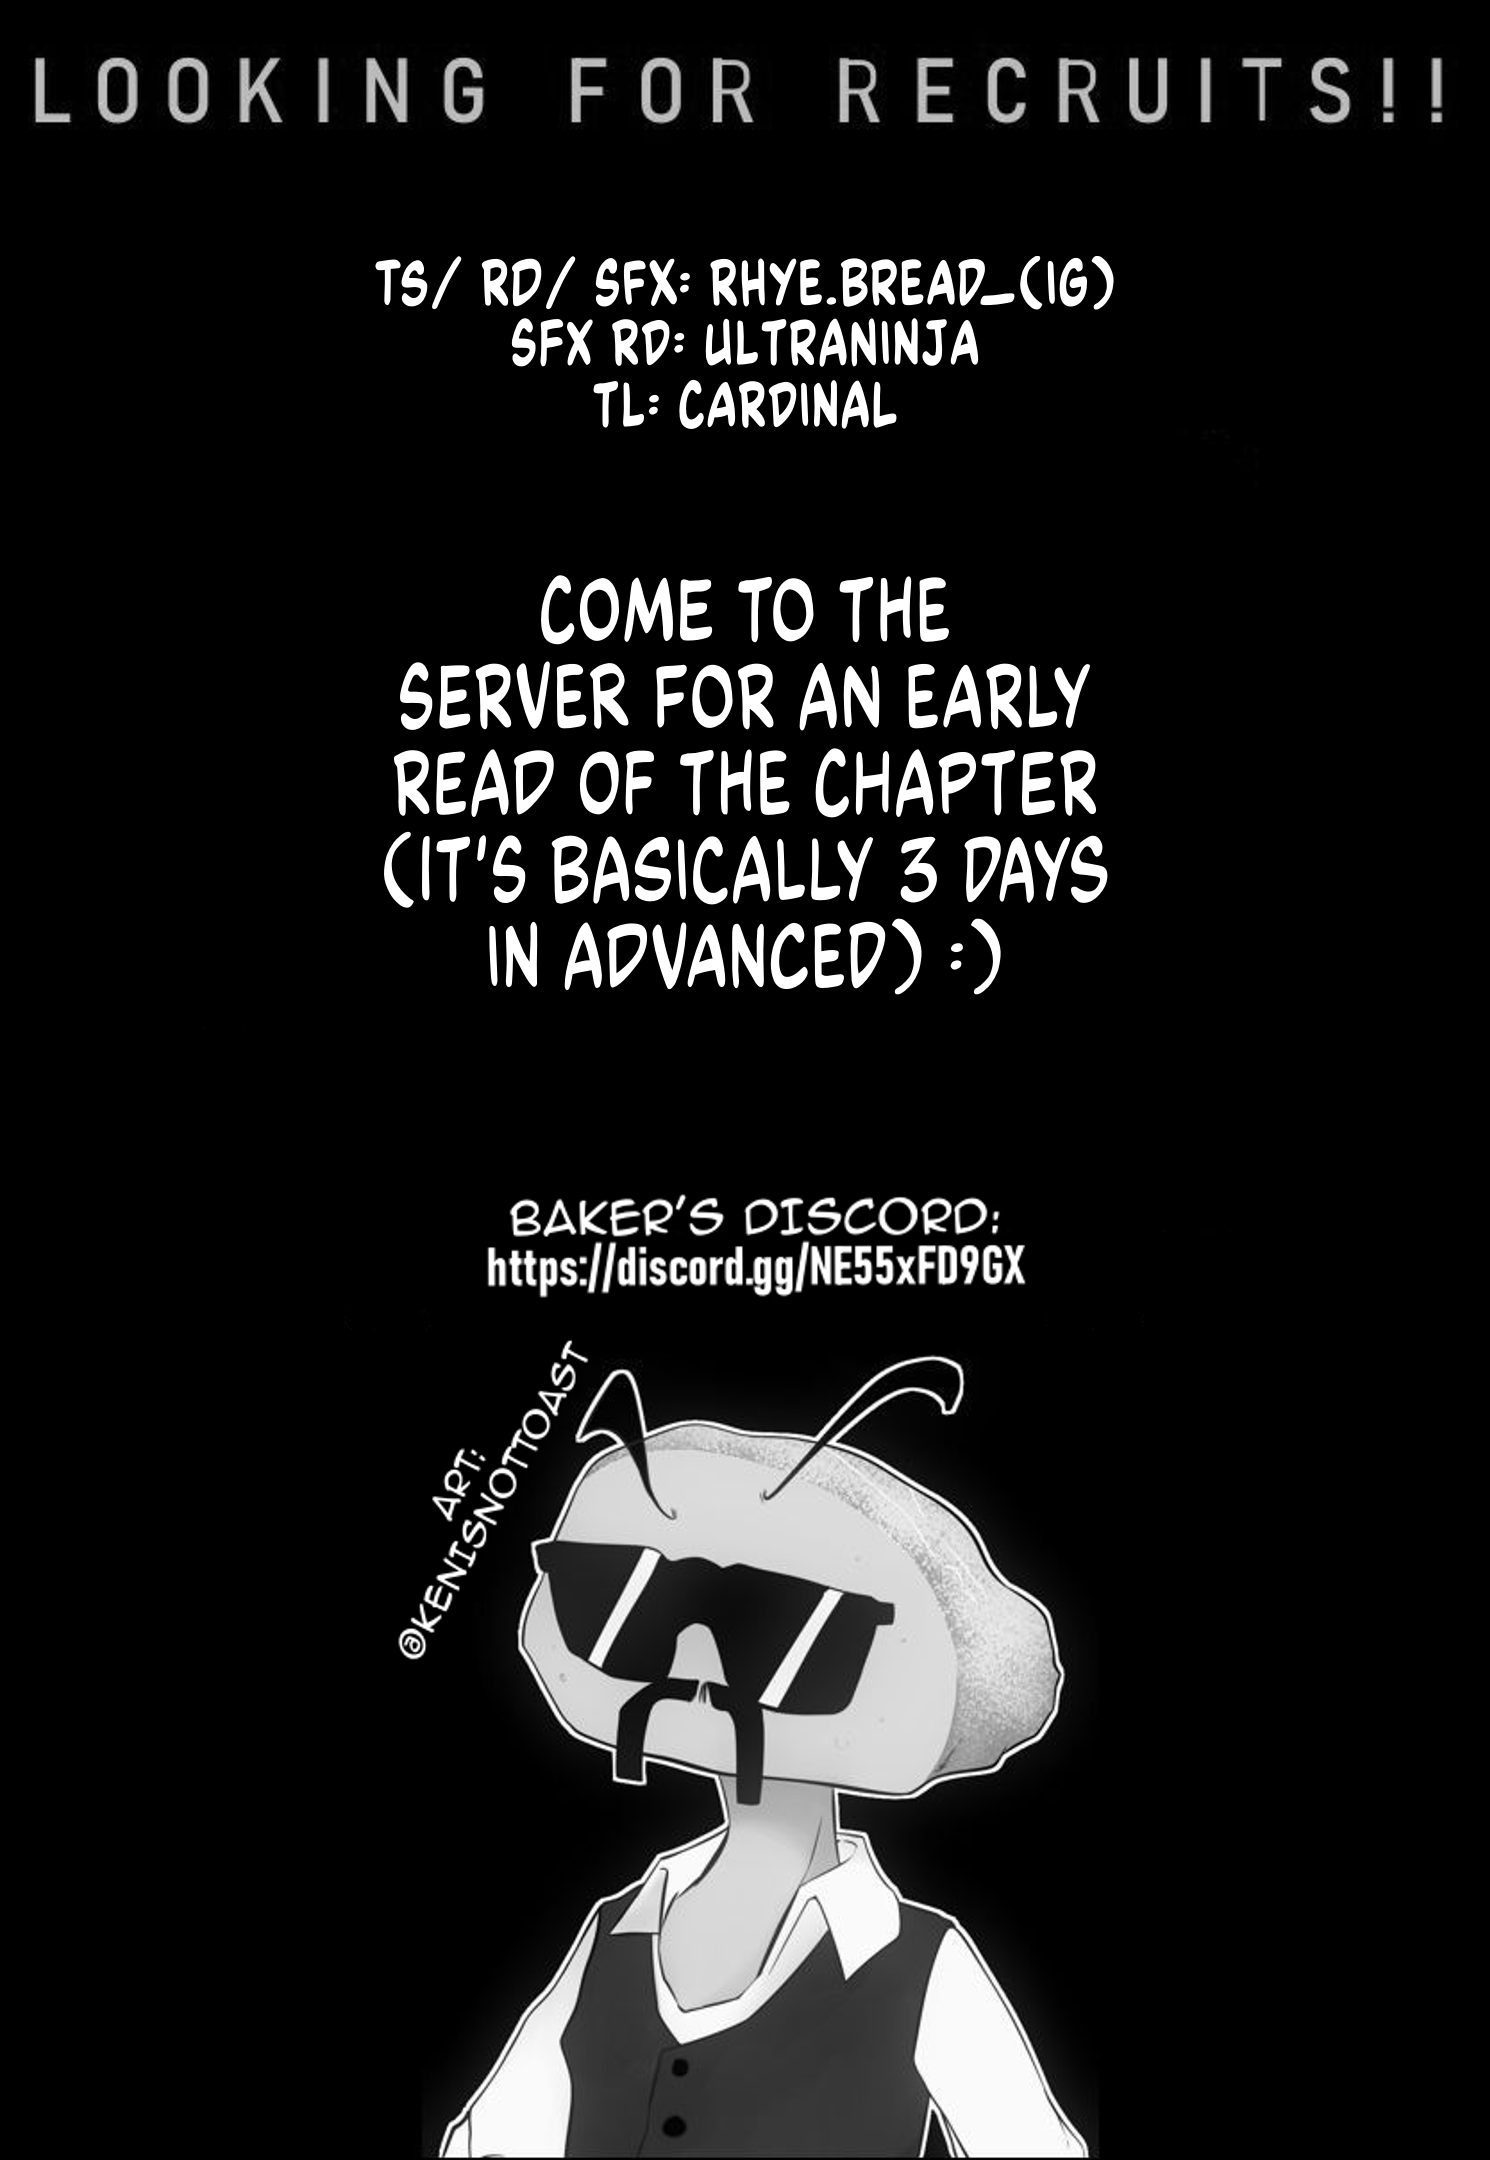 LOOKING FOR RECRUITS!!
TS/ RD/ SFX: RHYE.BREAD_(IG)
SFX RD: ULTRANINJA
TL: CARDINAL
COME TO THE
SERVER FOR AN EARLY
READ OF THE CHAPTER
(IT'S BASICALLY 3 DAYS
IN ADVANCED) :)
BAKER'S DISCORD:
https://discord.gg/NE55xFD9GX
ART:
@KENISNOTTOAST